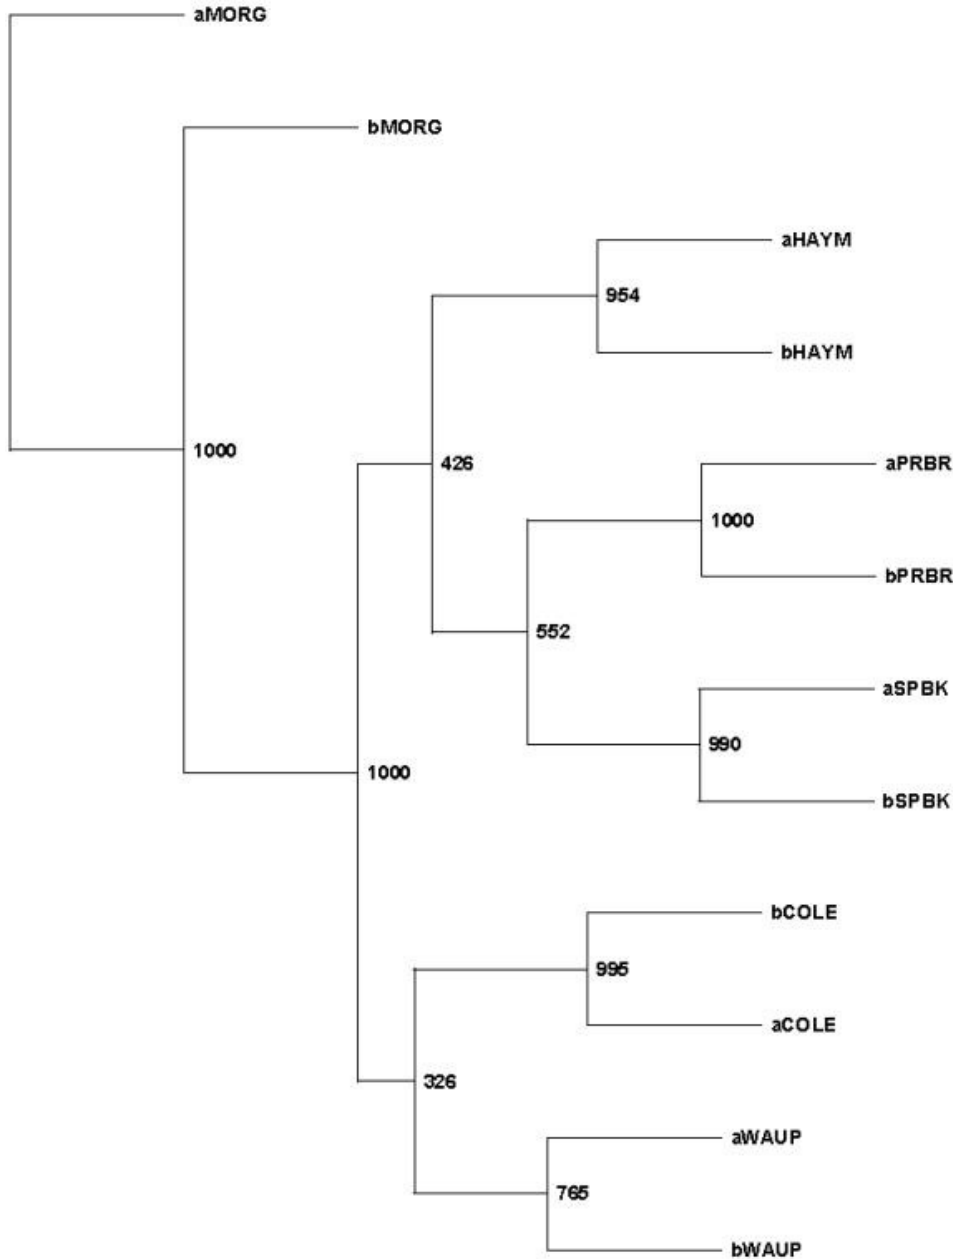 aMORG
bMORG
aHAYM
954
bHAYM
1000
426
aPRBR
1000
bPRBR
552
aSPBK
990
bSPBK
1000
bCOLE
995
aCOLE
326
aWAUP
765
bWAUP